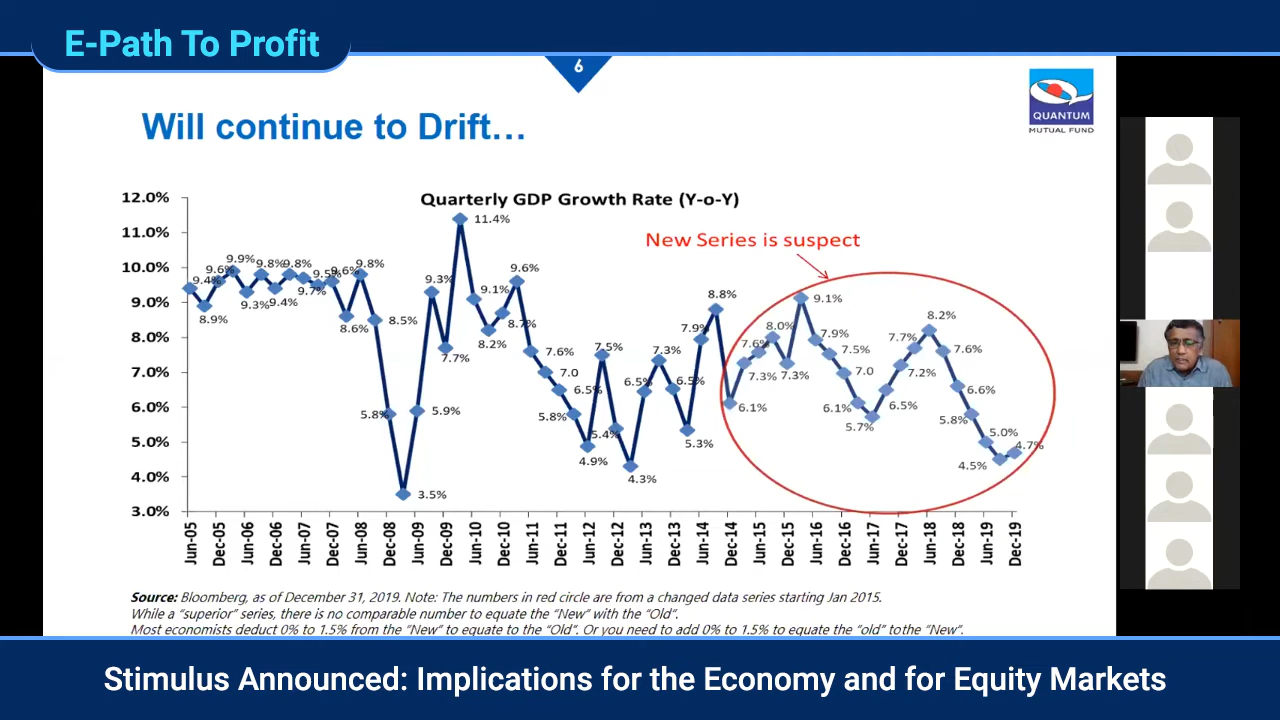 E-Path To Profit
6
QUANTUM
MUTUAL FUND
Will continue to Drift...
Quarterly GDP Growth Rate (Y-o-Y)
New Series is suspect
12.0%
11.0%
10.0%
9.0%
8.0%
7.0%
6.0%
5.0%
4.0%
3.0%
9.4%
8.9%
9.6%
9.9%
9.3%
9.8%
9.4%
9.8%
9.7%
9.5%
9.6%
8.6%
9.8%
8.5%
5.8%
3.5%
5.9%
9.3%
7.7%
11.4%
9.1%
8.2%
8.7%
9.6%
7.6%
7.0
6.5%
5.8%
4.9%
7.5%
5.4%
4.3%
6.5%
7.3%
6.5%
5.3%
7.9%
8.8%
6.1%
7.3%
7.6%
8.0%
7.3%
9.1%
7.9%
7.5%
7.0
6.1%
5.7%
6.5%
7.2%
7.7%
8.2%
7.6%
6.6%
5.8%
5.0%
4.5%
4.7%
Jun-05
Dec-05
Jun-06
Dec-06
Jun-07
Dec-07
Jun-08
Dec-08
Jun-09
Dec-09
Jun-10
Dec-10
Jun-11
Dec-11
Jun-12
Dec-12
Jun-13
Dec-13
Jun-14
Dec-14
Jun-15
Dec-15
Jun-16
Dec-16
Jun-17
Dec-17
Jun-18
Dec-18
Jun-19
Dec-19
Source: Bloomberg, as of December 31, 2019. Note: The numbers in red circle are from a changed data series starting Jan 2015.
While a "superior" series, there is no comparable number to equate the "New" with the "Old".
Most economists deduct 0% to 1.5% from the "New" to equate to the "Old". Or you need to add 0% to 1.5% to equate the "old" to the "New".
Stimulus Announced: Implications for the Economy and for Equity Markets